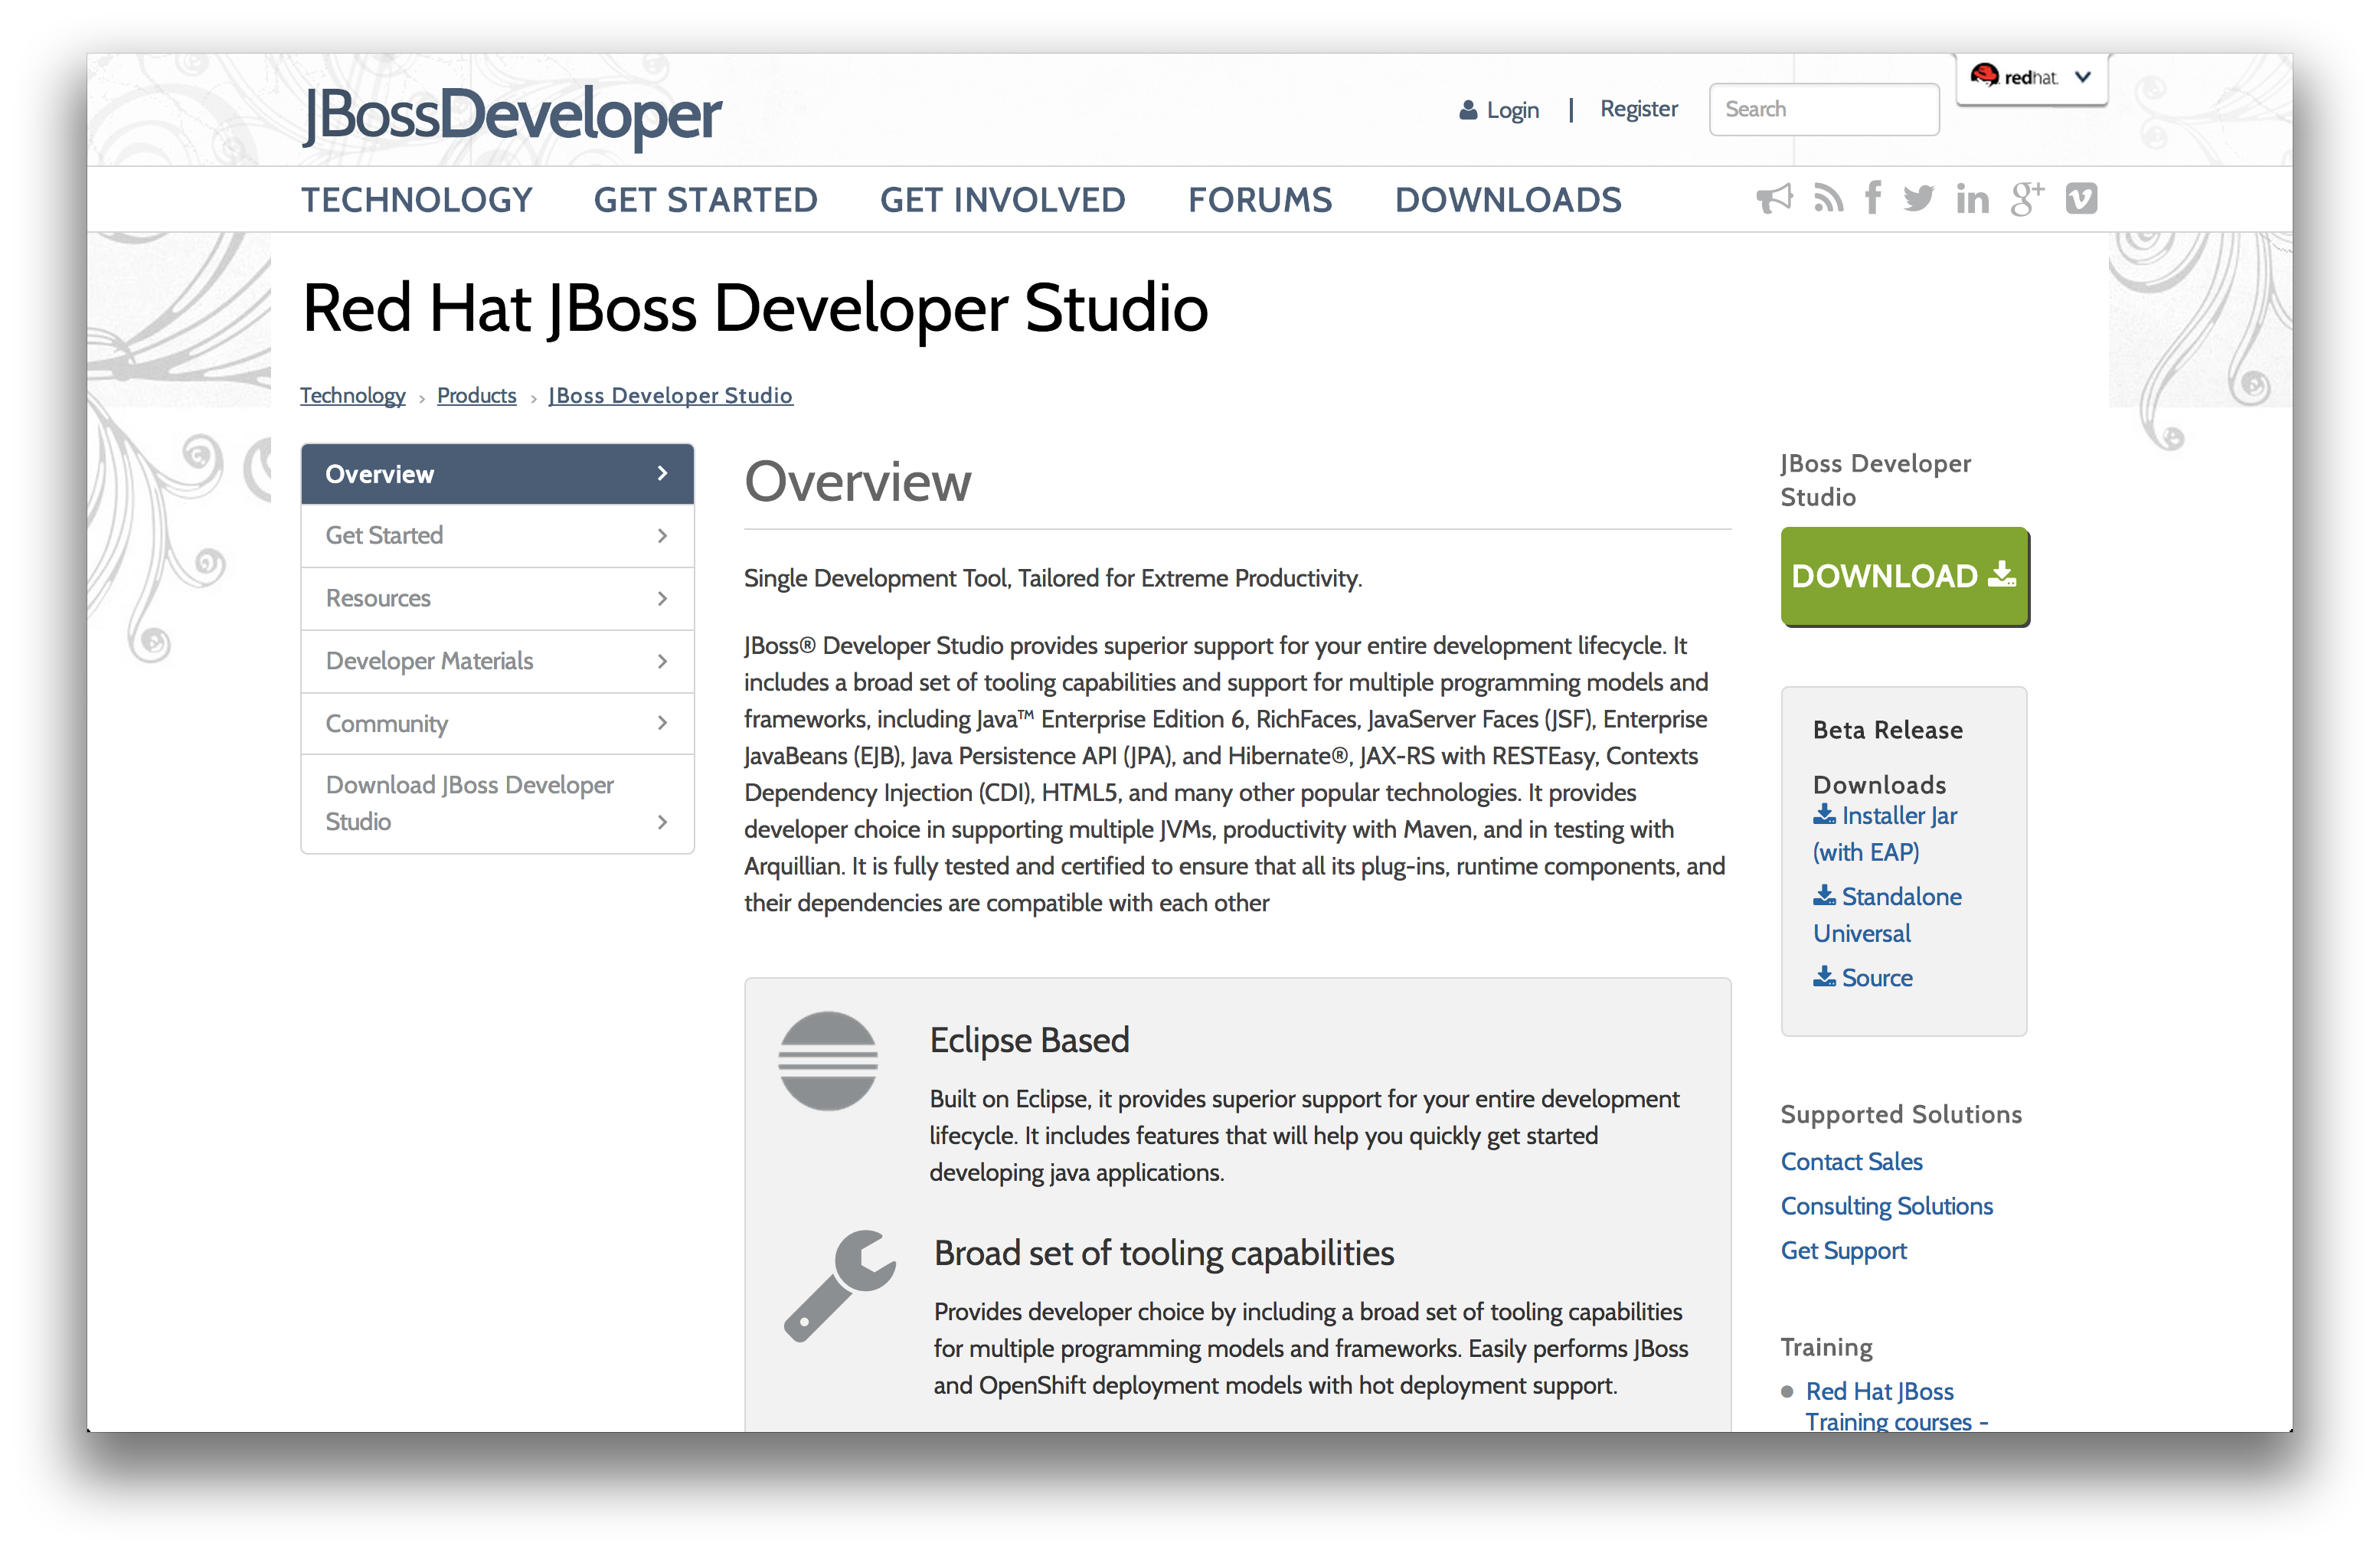 JBossDeveloper
Login | Register
Search
redhat.
TECHNOLOGY GET STARTED GET INVOLVED FORUMS DOWNLOADS
Red Hat JBoss Developer Studio
Technology › Products › JBoss Developer Studio
Overview
Get Started
Resources
Developer Materials
Community
Download JBoss Developer
Studio
Overview
Single Development Tool, Tailored for Extreme Productivity.
JBoss® Developer Studio provides superior support for your entire development lifecycle. It
includes a broad set of tooling capabilities and support for multiple programming models and
frameworks, including Java™ Enterprise Edition 6, RichFaces, JavaServer Faces (JSF), Enterprise
JavaBeans (EJB), Java Persistence API (JPA), and Hibernate®, JAX-RS with RESTEasy, Contexts
Dependency Injection (CDI), HTML5, and many other popular technologies. It provides
developer choice in supporting multiple JVMs, productivity with Maven, and in testing with
Arquillian. It is fully tested and certified to ensure that all its plug-ins, runtime components, and
their dependencies are compatible with each other
Eclipse Based
Built on Eclipse, it provides superior support for your entire development
lifecycle. It includes features that will help you quickly get started
developing java applications.
Broad set of tooling capabilities
Provides developer choice by including a broad set of tooling capabilities
for multiple programming models and frameworks. Easily performs JBoss
and OpenShift deployment models with hot deployment support.
JBoss Developer
Studio
DOWNLOAD
Beta Release
Downloads
Installer Jar
(with EAP)
Standalone
Universal
Source
Supported Solutions
Contact Sales
Consulting Solutions
Get Support
Training
Red Hat JBoss
Training courses -